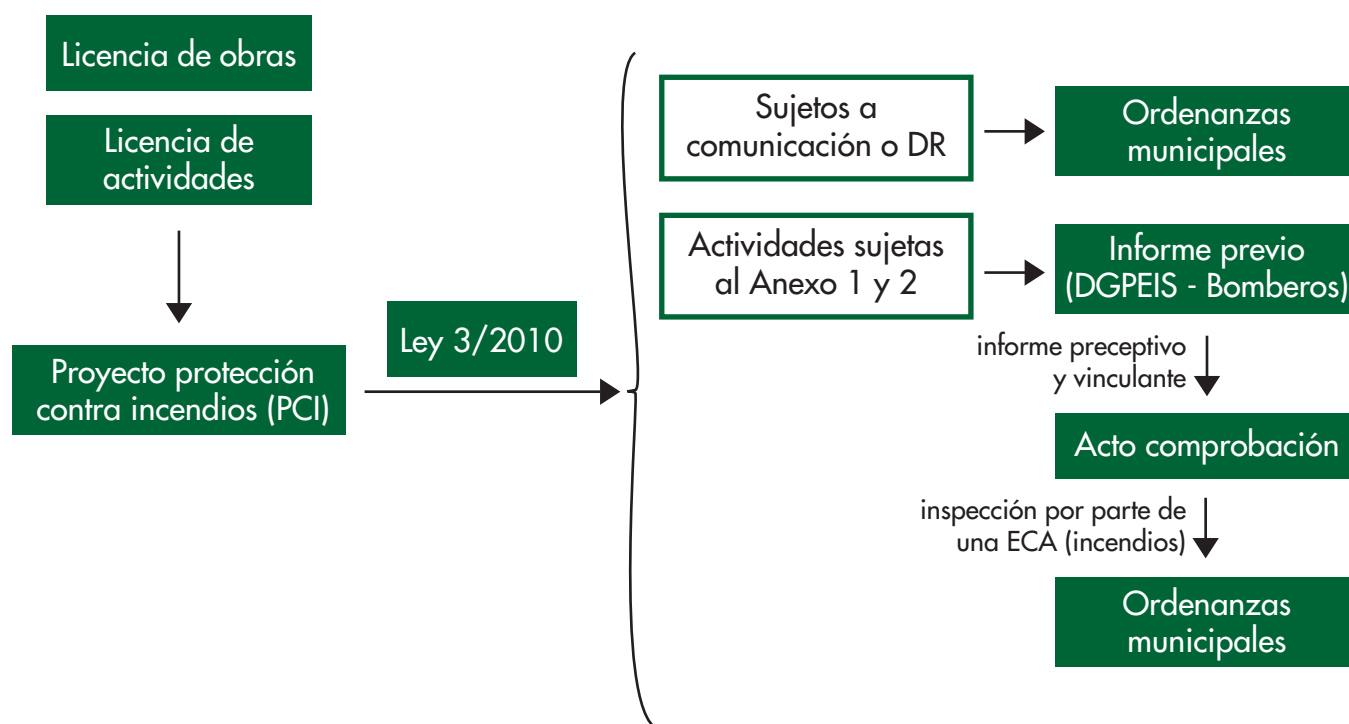 Licencia de obras
Licencia de
actividades
Proyecto protección
contra incendios (PCI)
Ley 3/2010
Sujetos a
comunicación o DR
Ordenanzas
municipales
Actividades sujetas
al Anexo 1 y 2
Informe previo
(DGPEIS - Bomberos)
informe preceptivo
y vinculante
Acto comprobación
inspección por parte de
una ECA (incendios)
Ordenanzas
municipales